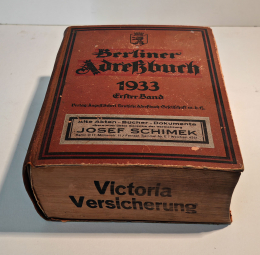 Berliner
Adreßbuch
1933
Erster Band
Alte Akten-Bücher-Dokumente
JOSEF SCHIMEK
Victoria
Versicherung